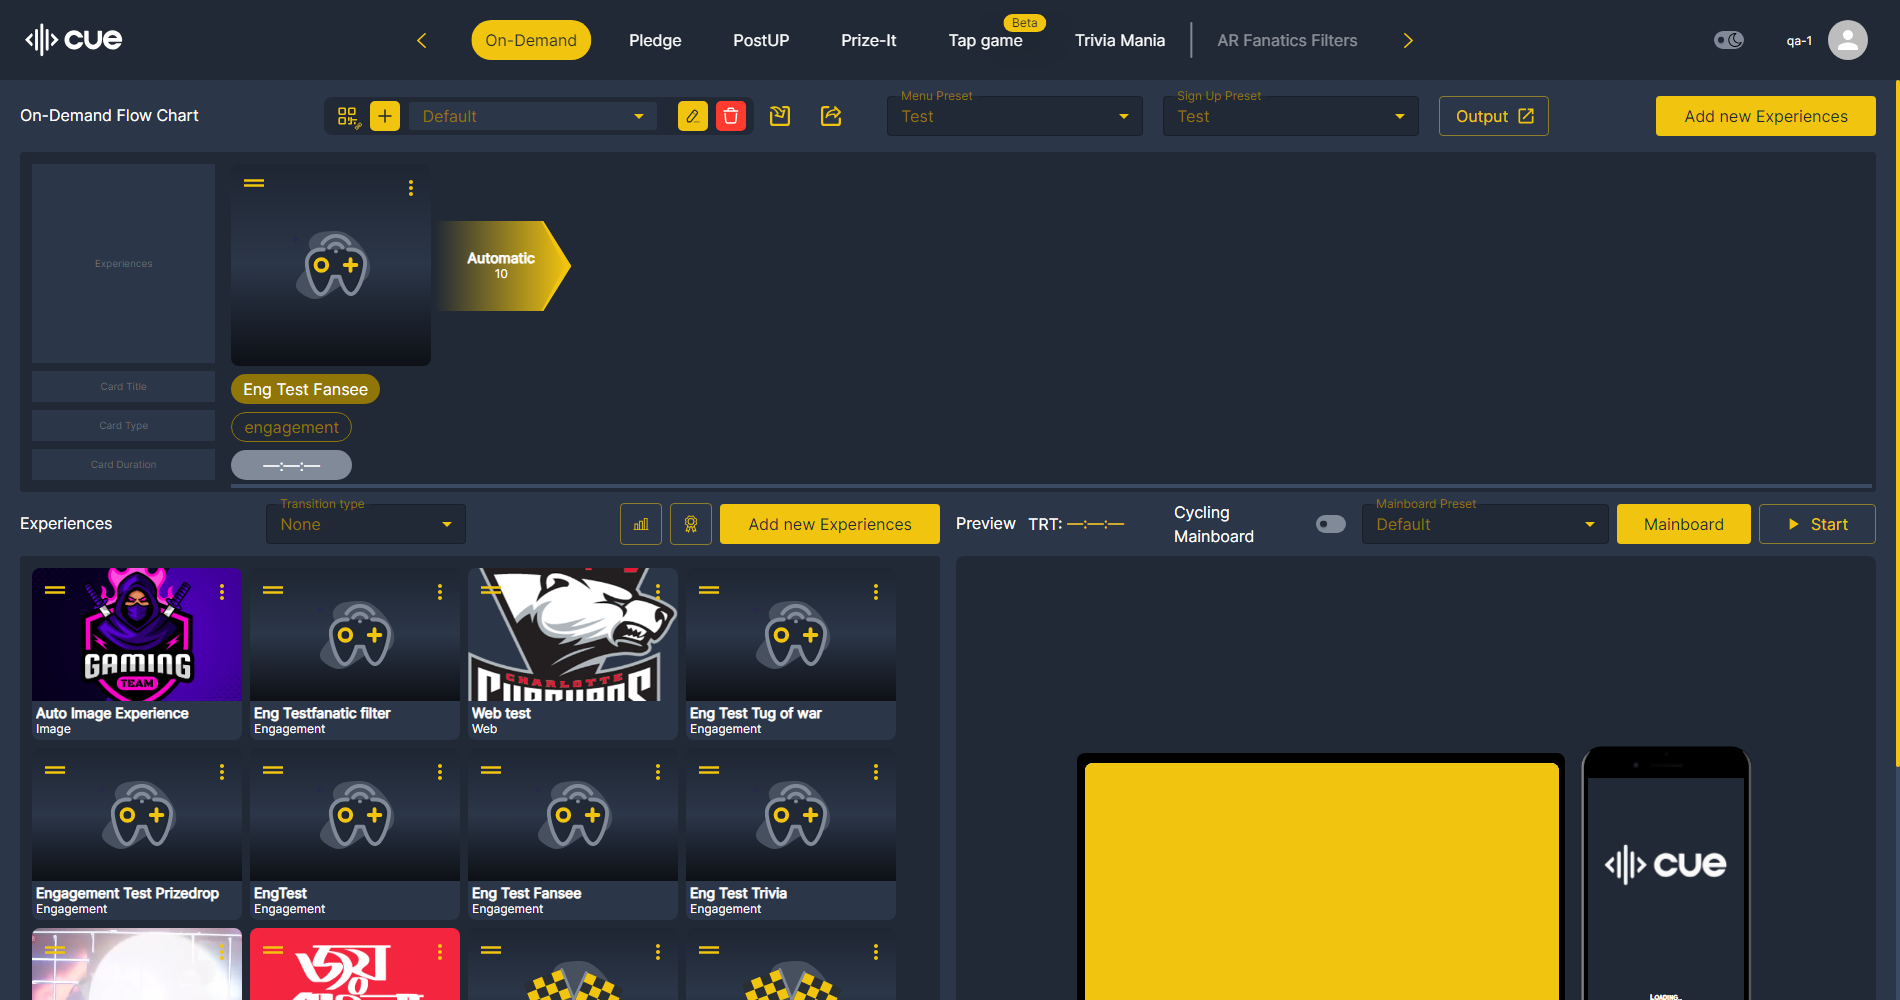 cue
On-Demand
Pledge
PostUP
Prize-It
Beta
Tap game
Trivia Mania
AR Fanatics Filters
qa-1
On-Demand Flow Chart
Default
Menu Preset
Test
Sign Up Preset
Test
Output
Add new Experiences
Experiences
Automatic
10
Card Title
Eng Test Fansee
Card Type
engagement
Card Duration
—:—:—
Experiences
Transition type
None
Add new Experiences
Preview
TRT: —:—:—
Cycling
Mainboard
Mainboard Preset
Default
Mainboard
Start
GAMING
TEAM
CHARLOTTE
Auto Image Experience
Image
Eng Testfanatic filter
Engagement
Web test
Web
Eng Test Tug of war
Engagement
Engagement Test Prizedrop
Engagement
EngTest
Engagement
Eng Test Fansee
Engagement
Eng Test Trivia
Engagement
cue
LOADING
জয়